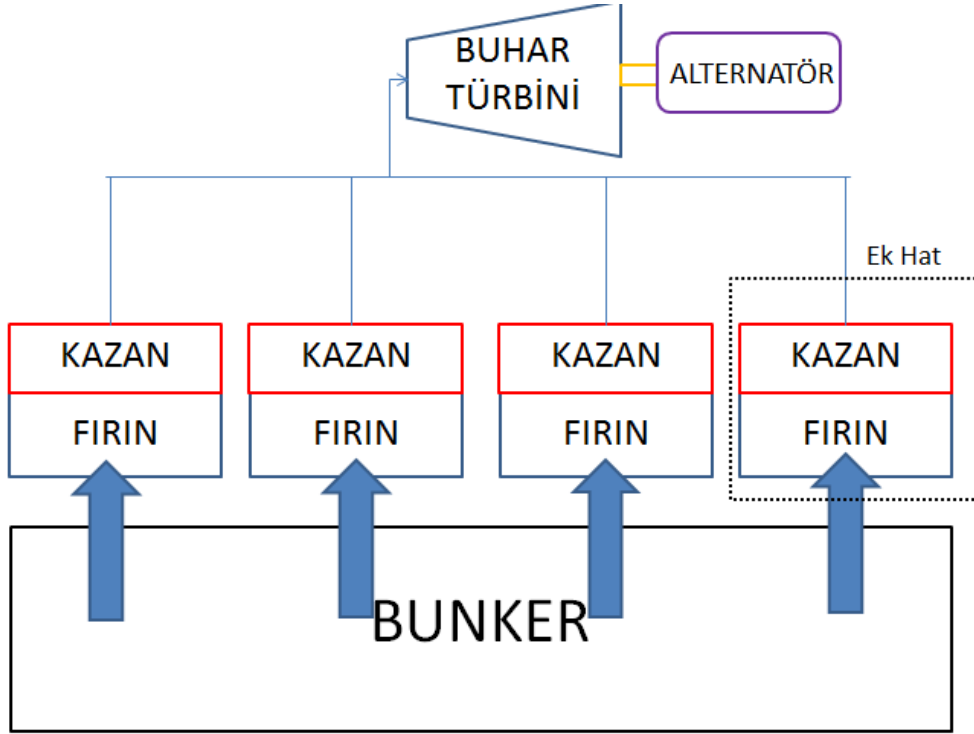 BUHAR
TÜRBİNİ
ALTERNATÖR
Ek Hat
KAZAN
KAZAN
KAZAN
KAZAN
FIRIN
FIRIN
FIRIN
FIRIN
BUNKER